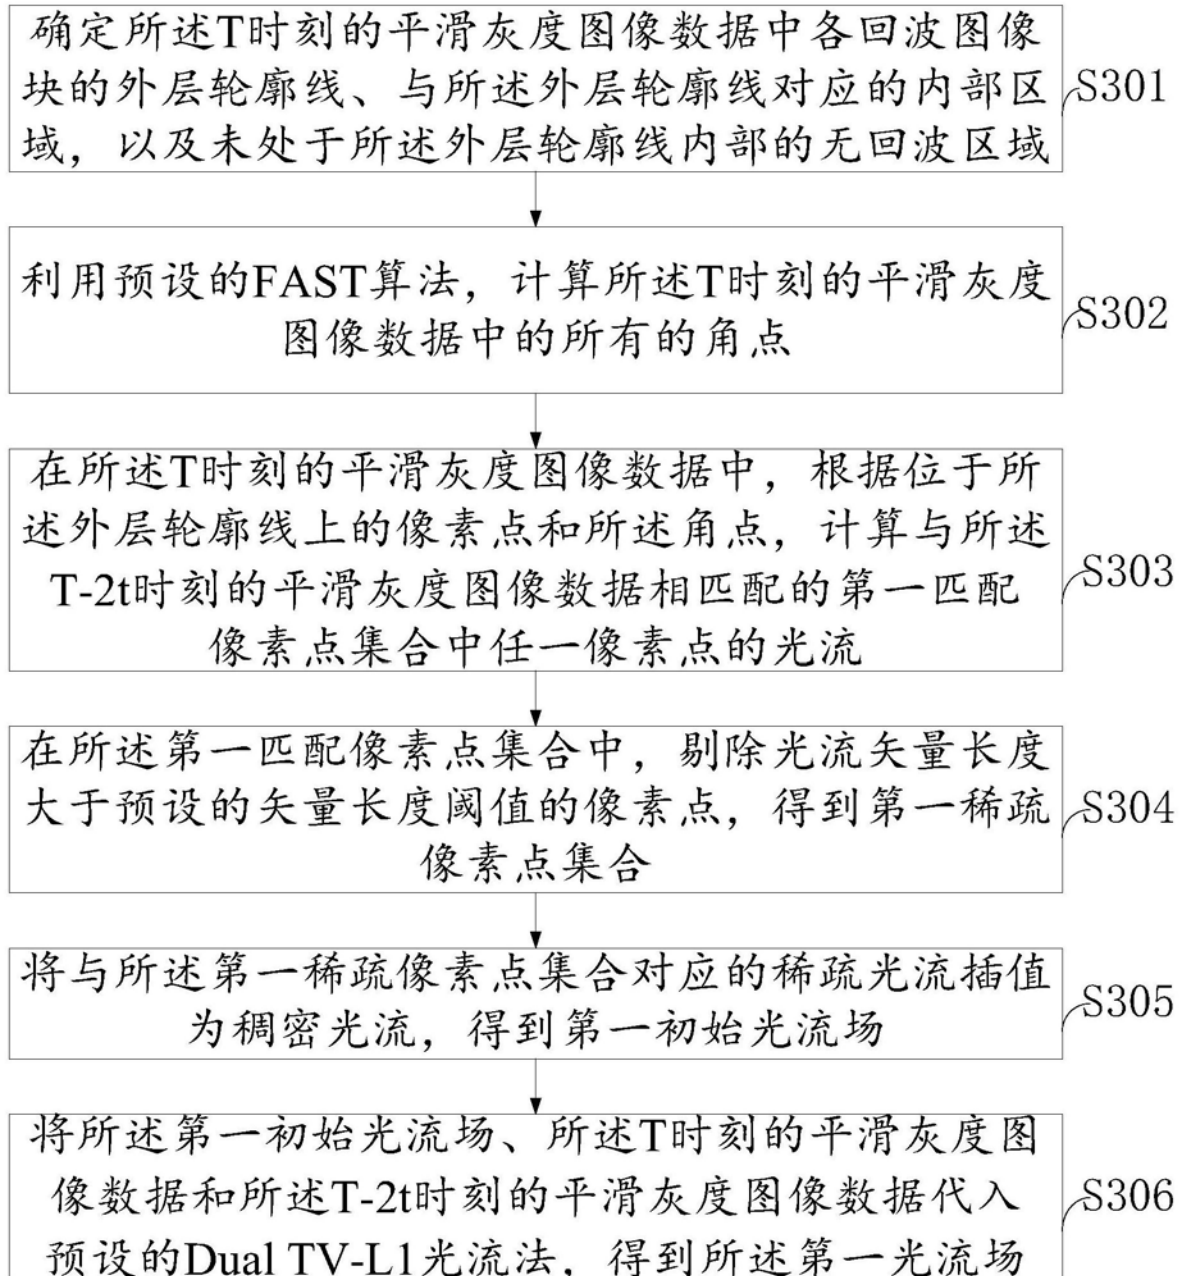 确定所述T时刻的平滑灰度图像数据中各回波图像
块的外层轮廓线、与所述外层轮廓线对应的内部区
域，以及未处于所述外层轮廓线内部的无回波区域
S301
利用预设的FAST算法，计算所述T时刻的平滑灰度
图像数据中的所有的角点
S302
在所述T时刻的平滑灰度图像数据中，根据位于所
述外层轮廓线上的像素点和所述角点，计算与所述
T-2t时刻的平滑灰度图像数据相匹配的第一匹配
像素点集合中任一像素点的光流
S303
在所述第一匹配像素点集合中，剔除光流矢量长度
大于预设的矢量长度阈值的像素点，得到第一稀疏
像素点集合
S304
将与所述第一稀疏像素点集合对应的稀疏光流插值
为稠密光流，得到第一初始光流场
S305
将所述第一初始光流场、所述T时刻的平滑灰度图
像数据和所述T-2t时刻的平滑灰度图像数据代入
预设的Dual TV-L1光流法，得到所述第一光流场
S306